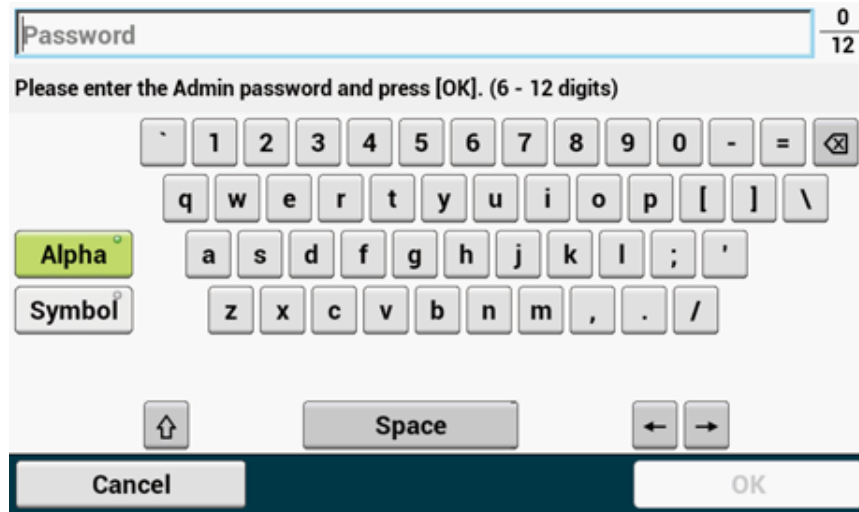 Password
0
12
Please enter the Admin password and press [OK]. (6 - 12 digits)
` 1 2 3 4 5 6 7 8 9 0 - =
q w e r t y u i o p [ ] \
Alpha a s d f g h j k l ; '
Symbol z x c v b n m , . /
Space ← →
Cancel OK